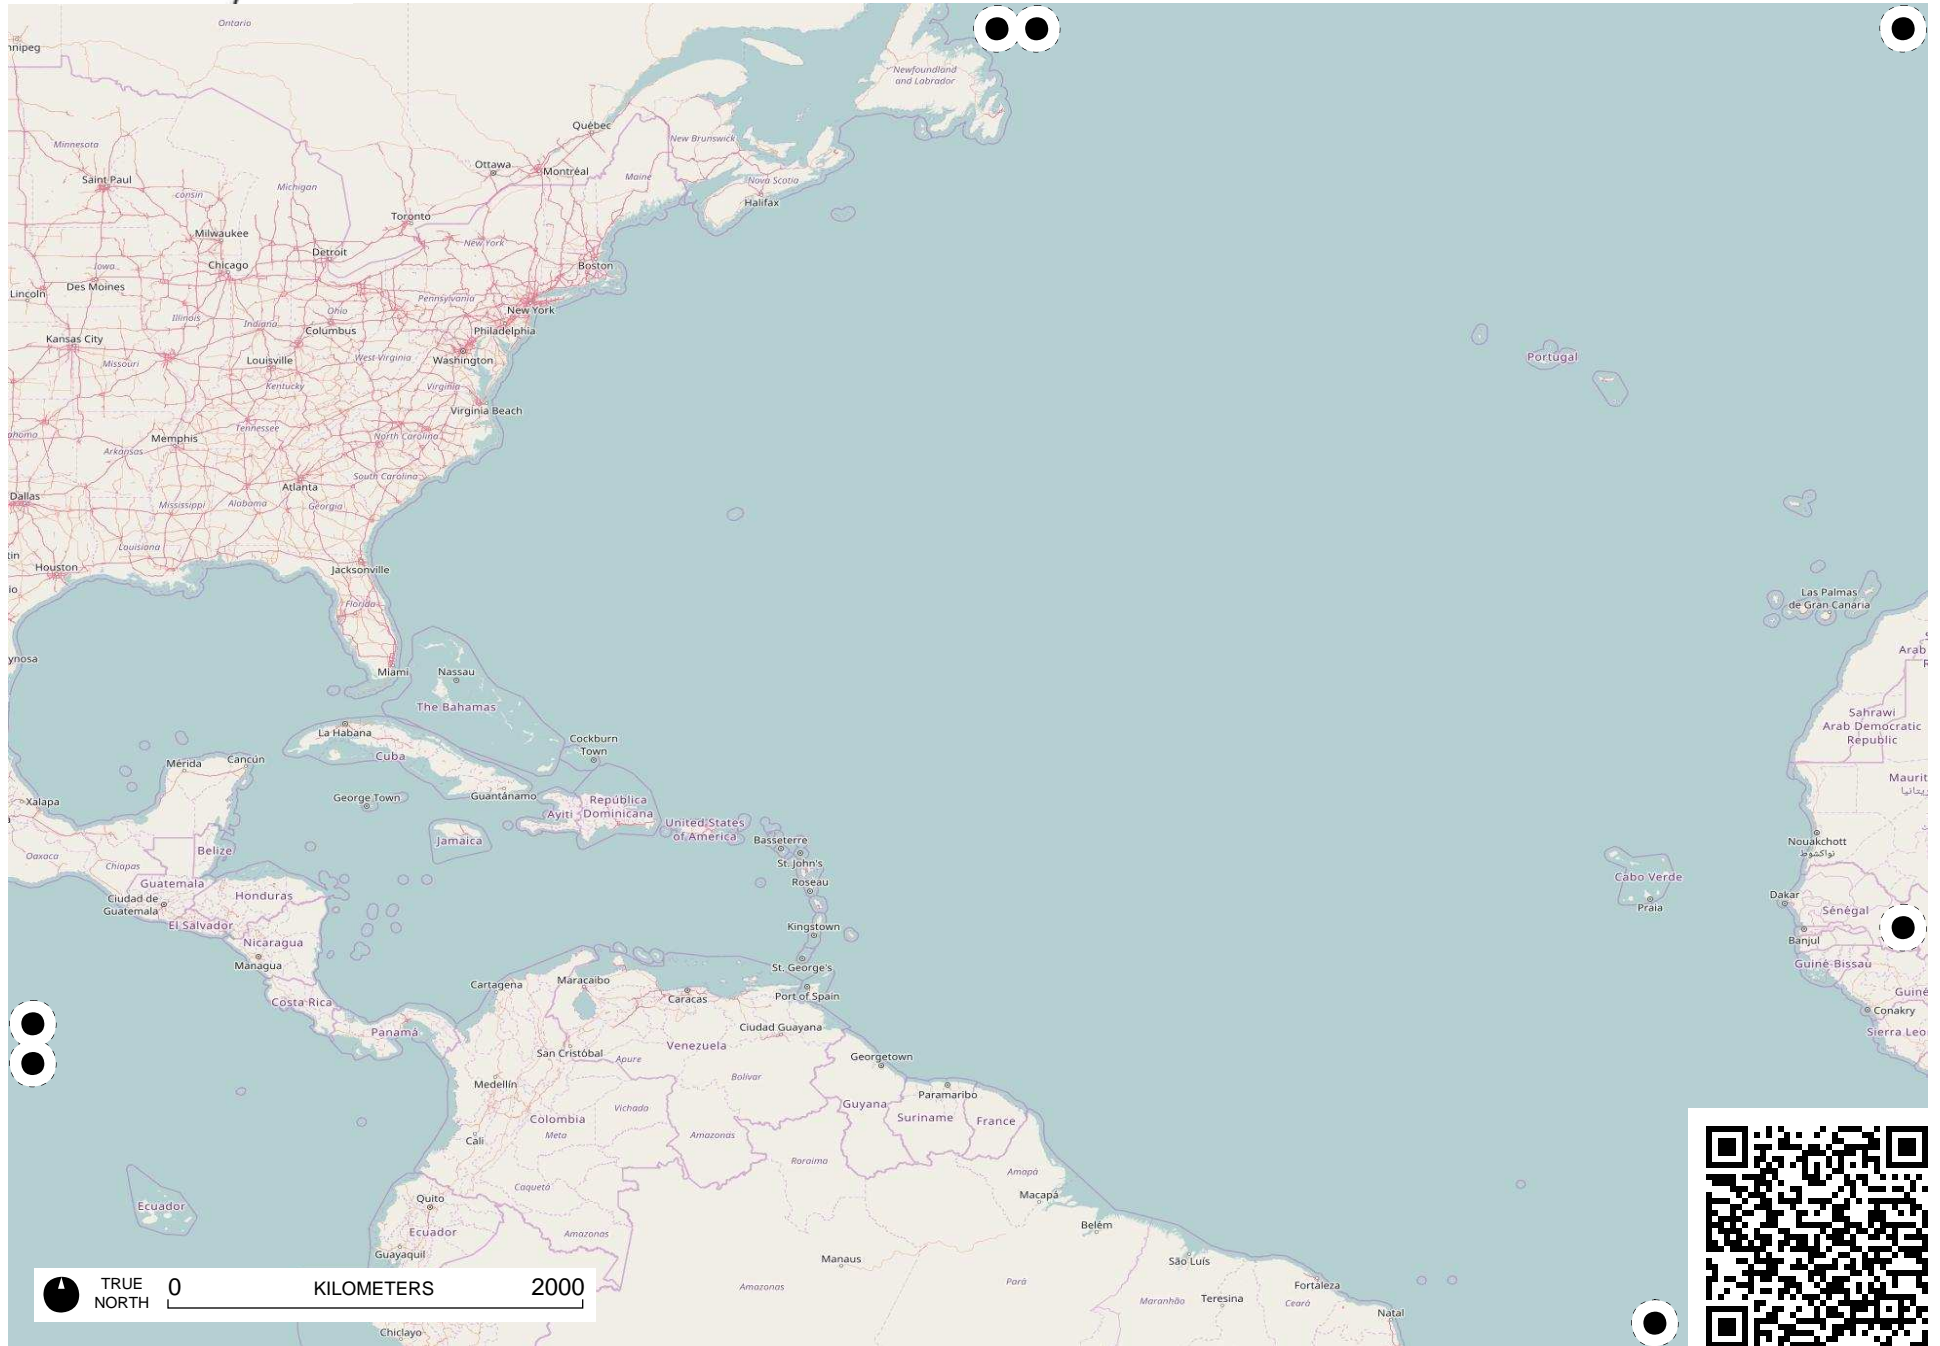 Ontario
Newfoundland
and Labrador
Québec
New Brunswick
Minnesota
Ottawa
Montréal
Maine
Nova Scotia
Saint Paul
Michigan
Halifax
Toronto
Milwaukee
New York
Detroit
Chicago
Boston
Iowa
Des Moines
Lincoln
Pennsylvania
Illinois
Ohio
New York
Indiana
Columbus
Philadelphia
Kansas City
Missouri
Louisville
West Virginia
Washington
Portugal
Kentucky
Virginia
Virginia Beach
Tennessee
North Carolina
Memphis
Arkansas
South Carolina
Atlanta
Dallas
Mississippi
Alabama
Georgia
Louisiana
Houston
Jacksonville
Florida
Las Palmas
de Gran Canaria
Miami
Nassau
The Bahamas
Sahrawi
Arab Democratic
Republic
La Habana
Cuba
Cockburn
Town
Mérida
Cancún
George Town
Guantánamo
Xalapa
Ayiti
República
Dominicana
United States
of America
Jamaica
Basseterre
Nouakchott
نواكشوط
Belize
Oaxaca
Chiapas
St. John's
Guatemala
Roseau
Cabo Verde
Honduras
Dakar
Ciudad de
Guatemala
Praia
Sénégal
El Salvador
Kingstown
Nicaragua
Banjul
Managua
St. George's
Guiné-Bissau
Cartagena
Maracaibo
Caracas
Port of Spain
Costa Rica
Conakry
Panamá
Ciudad Guayana
Venezuela
San Cristóbal
Apure
Georgetown
Medellín
Bolívar
Paramaribo
Vichada
Guyana
Colombia
Suriname
France
Meta
Amazonas
Cali
Roraima
Amapá
Caquetá
Macapá
Quito
Ecuador
Ecuador
Belém
Amazonas
Guayaquil
Manaus
São Luís
TRUE
NORTH
0 KILOMETERS 2000
Amazonas
Pará
Fortaleza
Maranhão
Teresina
Ceará
Natal
Chiclayo